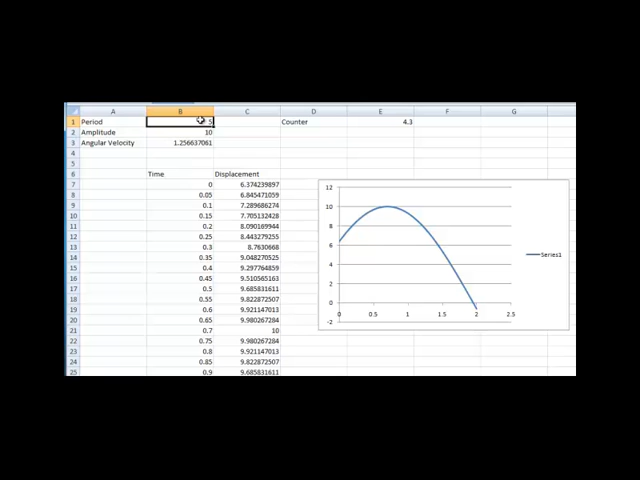 A B C D E F G
1 Period 5 Counter 4.3
2 Amplitude 10
3 Angular Velocity 1.256637061
4
5
6 Time Displacement
7 0 6.374239897
8 0.05 6.845471059
9 0.1 7.289686274
10 0.15 7.705132428
11 0.2 8.090169944
12 0.25 8.443279255
13 0.3 8.7630668
14 0.35 9.048270525
15 0.4 9.297764859
16 0.45 9.510565163
17 0.5 9.685831611
18 0.55 9.822872507
19 0.6 9.921147013
20 0.65 9.980267284
21 0.7 10
22 0.75 9.980267284
23 0.8 9.921147013
24 0.85 9.822872507
25 0.9 9.685831611
12
10
8
6
4
2
0
-2
0 0.5 1 1.5 2 2.5
Series1